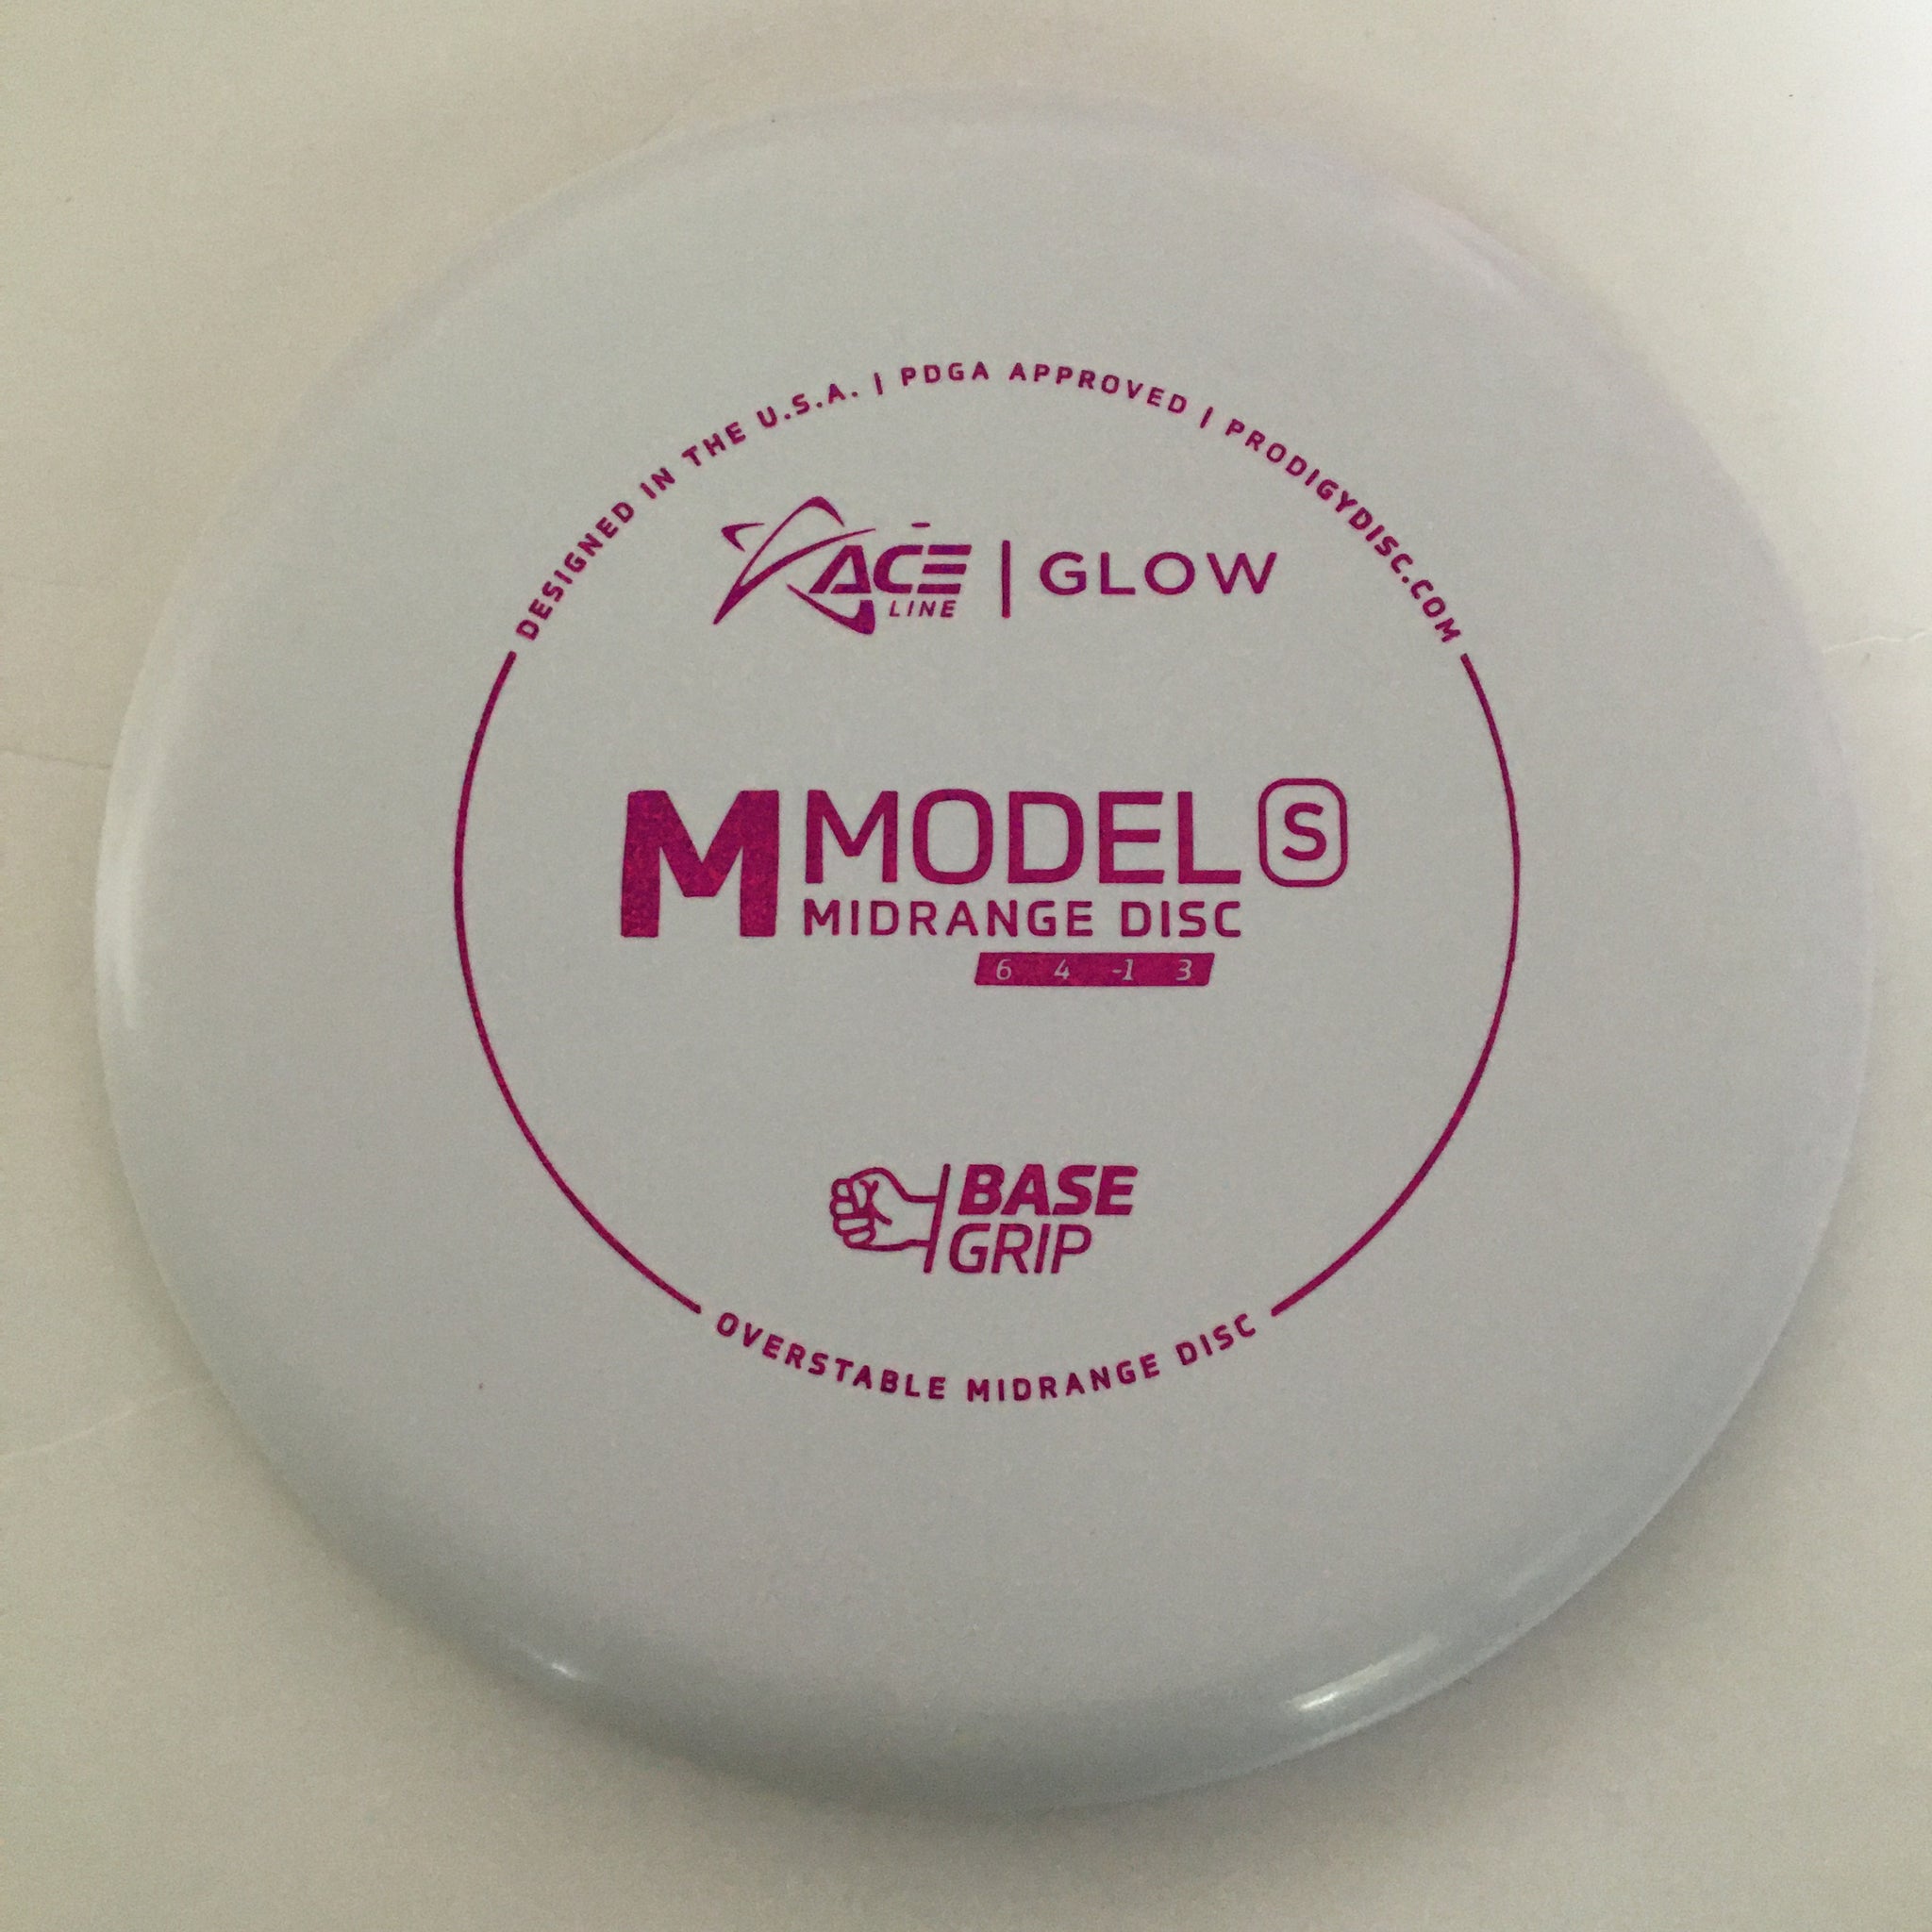 DESIGNED IN THE U.S.A. | PDGA APPROVED | PRODIGYDISC.COM
ACE LINE | GLOW
M MODEL S
MIDRANGE DISC
6 4 -1 3
BASE
GRIP
OVERSTABLE MIDRANGE DISC